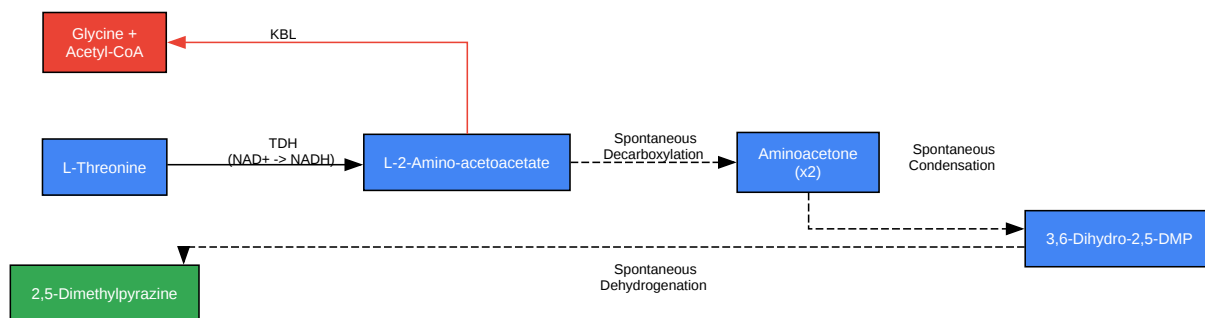 Glycine +
Acetyl-CoA
KBL
L-Threonine
TDH
(NAD+ -> NADH)
L-2-Amino-acetoacetate
Spontaneous
Decarboxylation
Aminoacetone
(x2)
Spontaneous
Condensation
3,6-Dihydro-2,5-DMP
Spontaneous
Dehydrogenation
2,5-Dimethylpyrazine